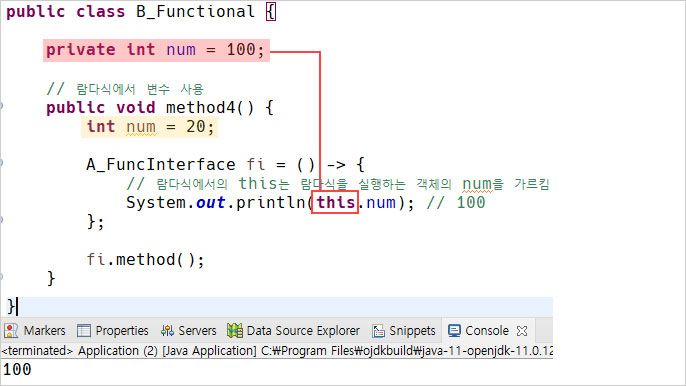 public class B_Functional {
private int num = 100;
// 람다식에서 변수 사용
public void method4() {
int num = 20;
A_FuncInterface fi = () -> {
// 람다식에서의 this는 람다식을 실행하는 객체의 num을 가르킴
System.out.println(this.num); // 100
};
fi.method();
}
}
Markers Properties Servers Data Source Explorer Snippets Console
<terminated> Application (2) [Java Application] C:₩Program Files₩ojdkbuild₩java-11-openjdk-11.0.12
100